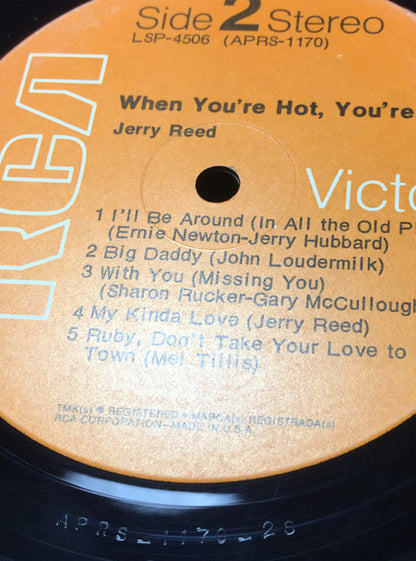 Side 2 Stereo
LSP-4506 (APRS-1170)
When You're Hot, You're
Jerry Reed
RCA
Victo
1 I'll Be Around (In All the Old P
(Ernie Newton-Jerry Hubbard)
2 Big Daddy (John Loudermilk)
3 With You (Missing You)
(Sharon Rucker-Gary McCullough
4 My Kinda Love (Jerry Reed)
5 Ruby, Don't Take Your Love to
Town (Mel Tillis)
TMK(s) ® REGISTERED • MARCA(s) REGISTRADA(s)
RCA CORPORATION—MADE IN U.S.A.
APRS-1170-2S